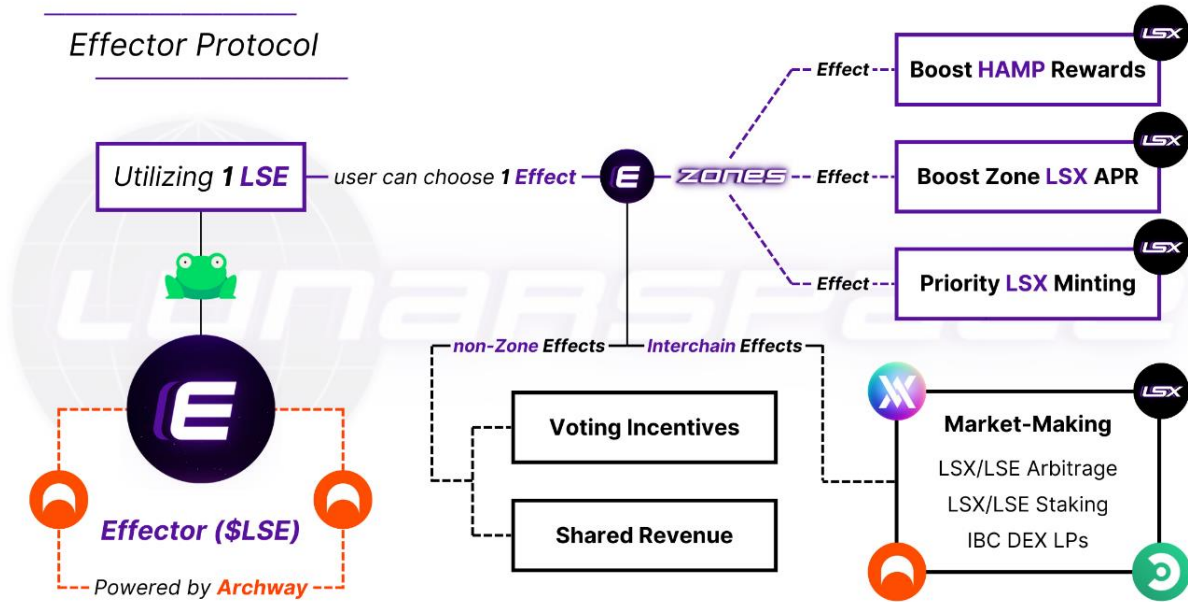 Effector Protocol
Utilizing 1 LSE
user can choose 1 Effect
E
ZONES
Effect
Boost HAMP Rewards
LSX
Effect
Boost Zone LSX APR
LSX
Effect
Priority LSX Minting
LSX
LUNARSPACE
non-Zone Effects
Interchain Effects
Voting Incentives
Shared Revenue
LSX
Market-Making
LSX/LSE Arbitrage
LSX/LSE Staking
IBC DEX LPs
E
Effector ($LSE)
Powered by Archway